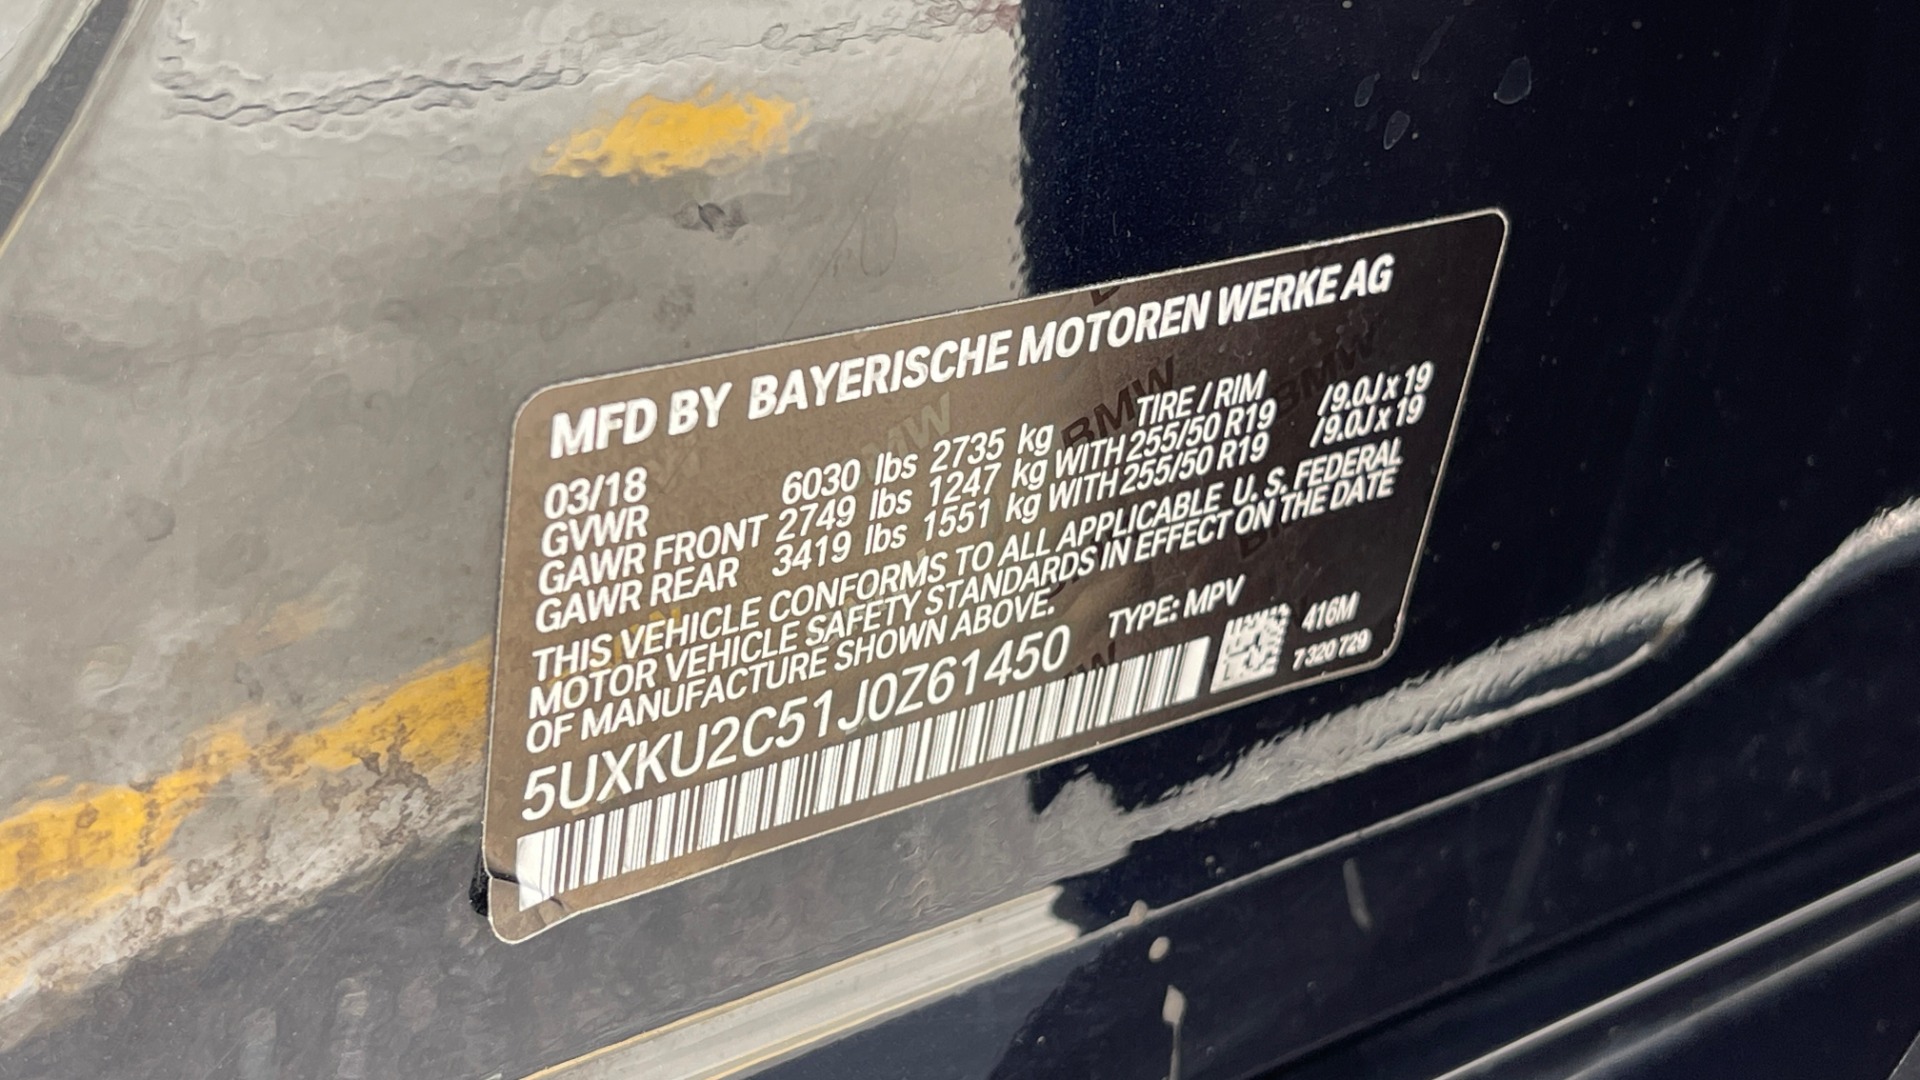 MFD BY BAYERISCHE MOTOREN WERKE AG
03/18 TIRE / RIM
GVWR 6030 lbs 2735 kg
GAWR FRONT 2749 lbs 1247 kg WITH 255/50 R19 /9.0J x 19
GAWR REAR 3419 lbs 1551 kg WITH 255/50 R19 /9.0J x 19
THIS VEHICLE CONFORMS TO ALL APPLICABLE U. S. FEDERAL
MOTOR VEHICLE SAFETY STANDARDS IN EFFECT ON THE DATE
OF MANUFACTURE SHOWN ABOVE.
5UXKU2C51J0Z61450 TYPE: MPV
416M
7 320 729